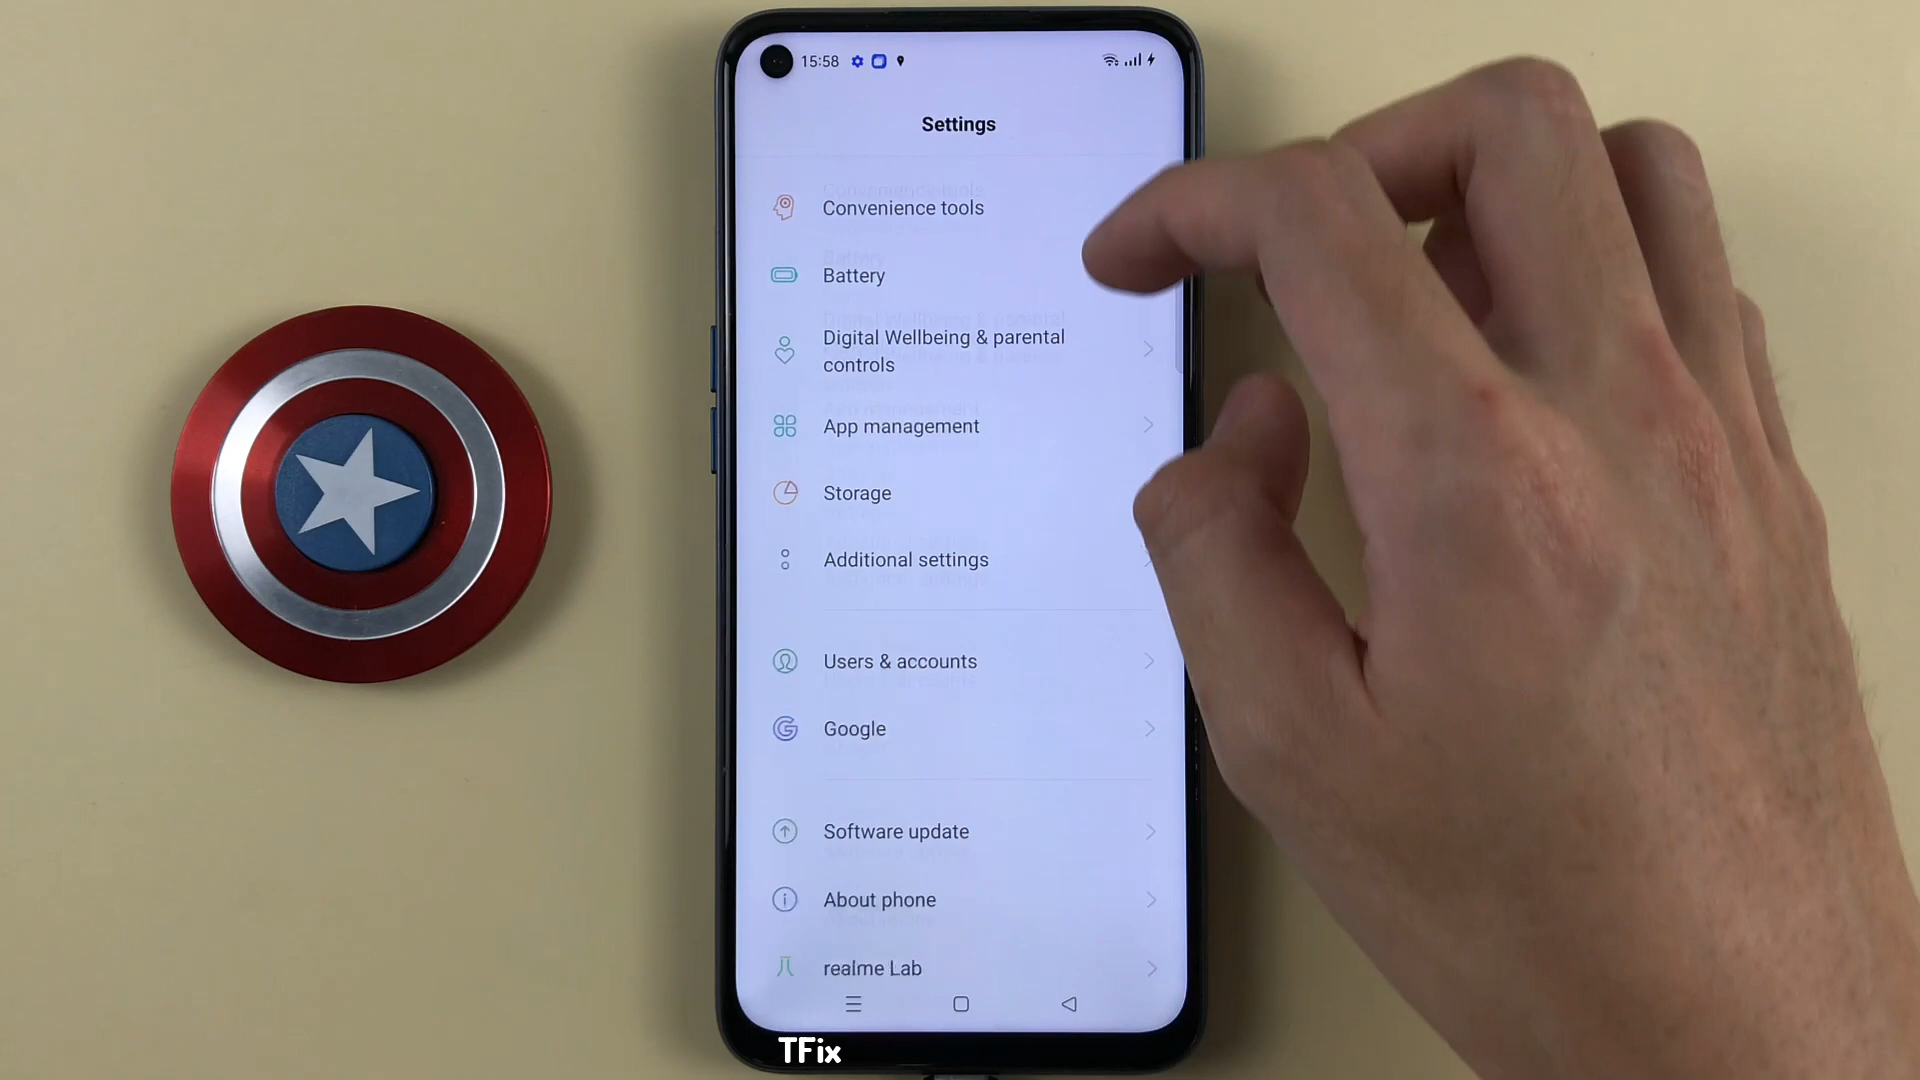 15:58
Settings
Convenience tools
Battery
Digital Wellbeing & parental
controls
App management
Storage
Additional settings
Users & accounts
Google
Software update
About phone
realme Lab
TFix